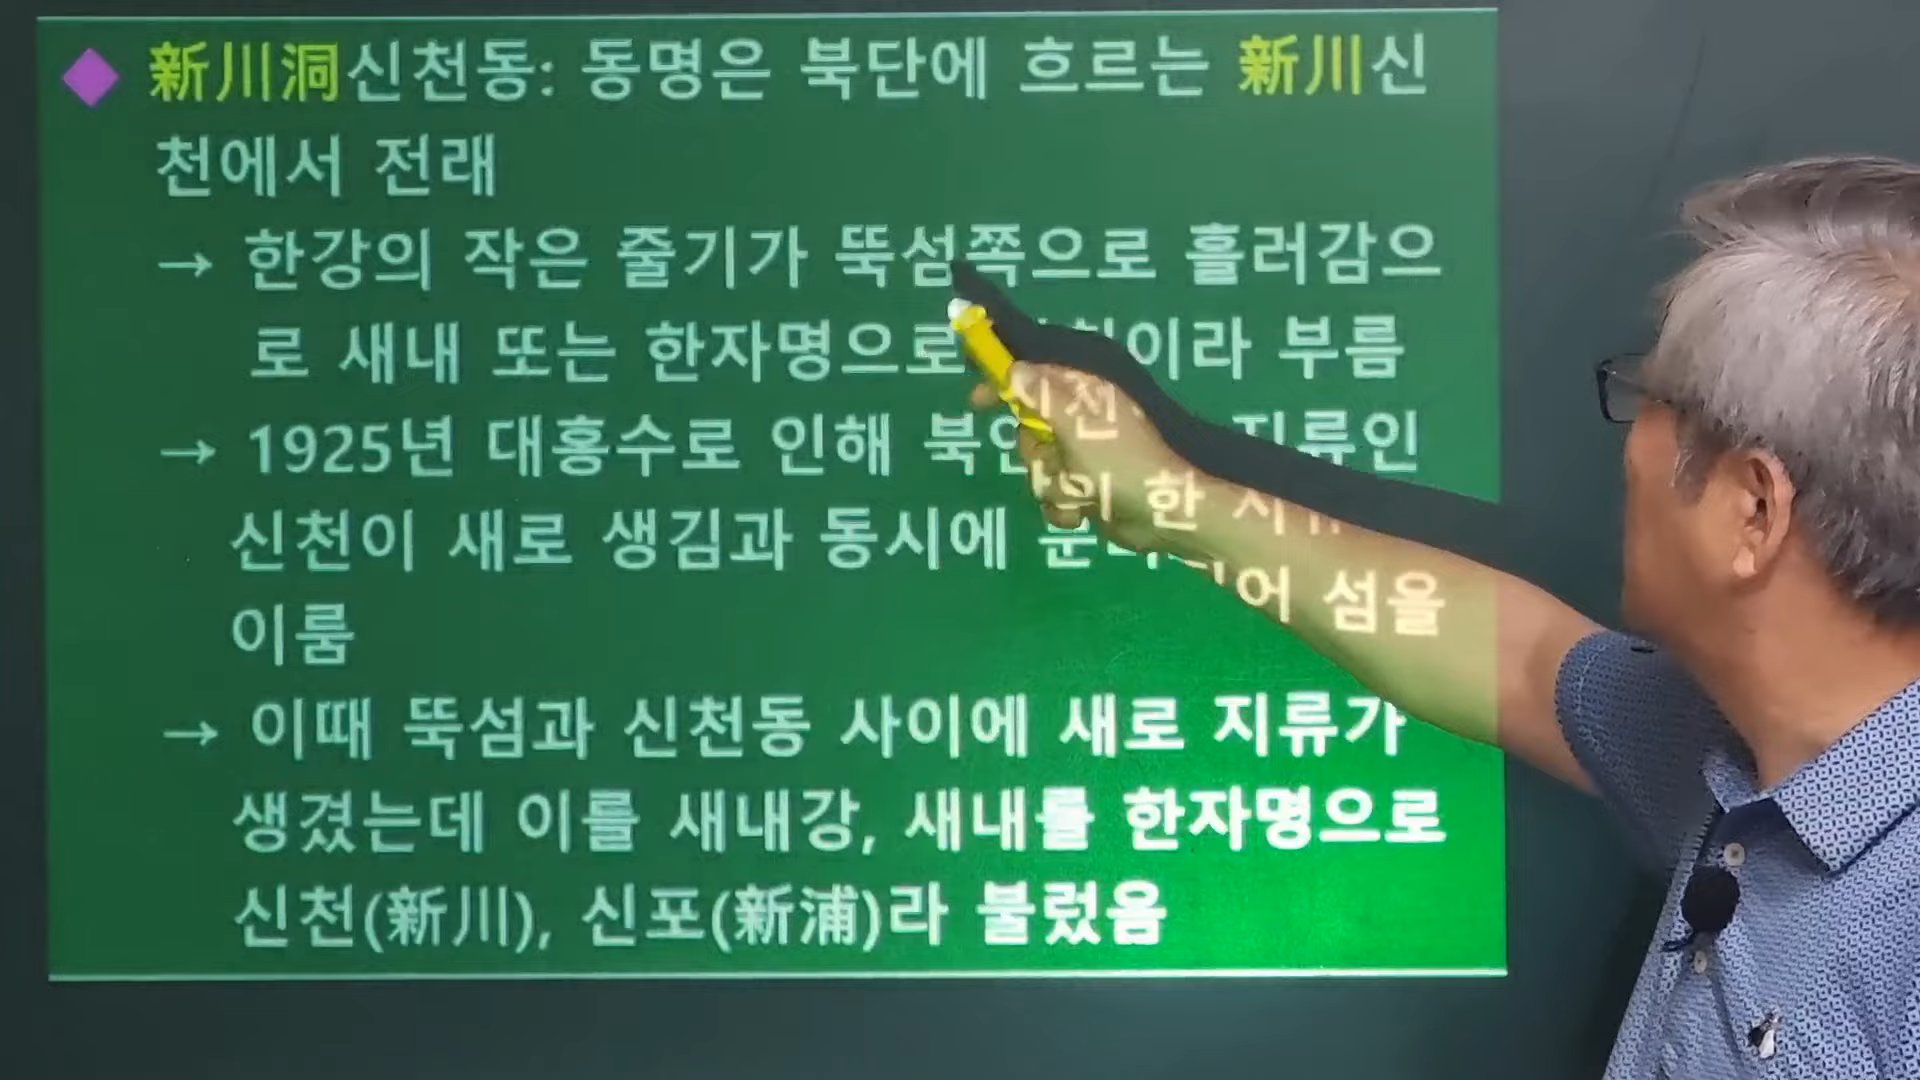 新川洞신천동: 동명은 북단에 흐르는 新川신
천에서 전래
→ 한강의 작은 줄기가 뚝섬쪽으로 흘러감으
로 새내 또는 한자명으로 부름
→ 1925년 대홍수로 인해 지류인
신천이 새로 생김과 동시에 섬을
이룸
→ 이때 뚝섬과 신천동 사이에 새로 지류가
생겼는데 이를 새내강, 새내를 한자명으로
신천(新川), 신포(新浦)라 불렀음